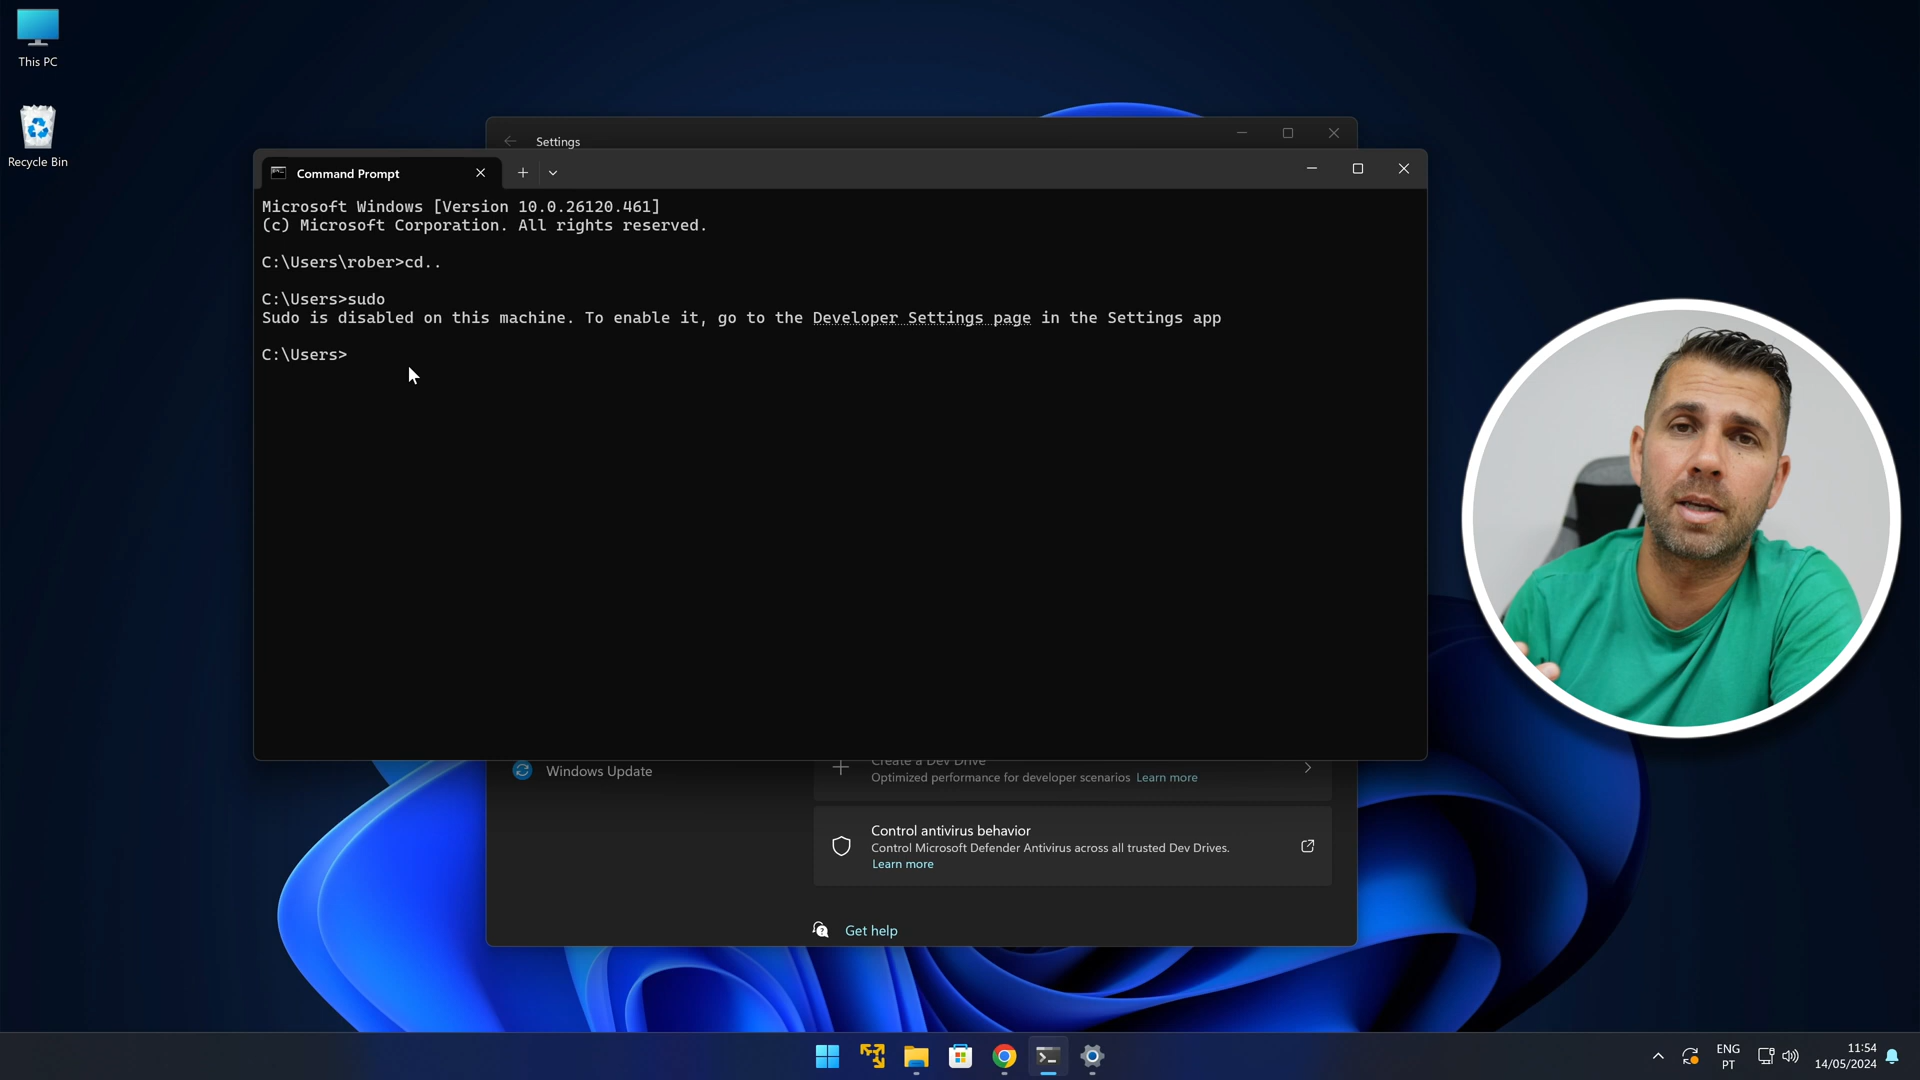 This PC
Recycle Bin
Settings
Command Prompt
Microsoft Windows [Version 10.0.26120.461]
(c) Microsoft Corporation. All rights reserved.
C:\Users\rober>cd..
C:\Users>sudo
Sudo is disabled on this machine. To enable it, go to the Developer Settings page in the Settings app
C:\Users>
Windows Update
Create a Dev Drive
Optimized performance for developer scenarios Learn more
Control antivirus behavior
Control Microsoft Defender Antivirus across all trusted Dev Drives.
Learn more
Get help
ENG
PT
11:54
14/05/2024